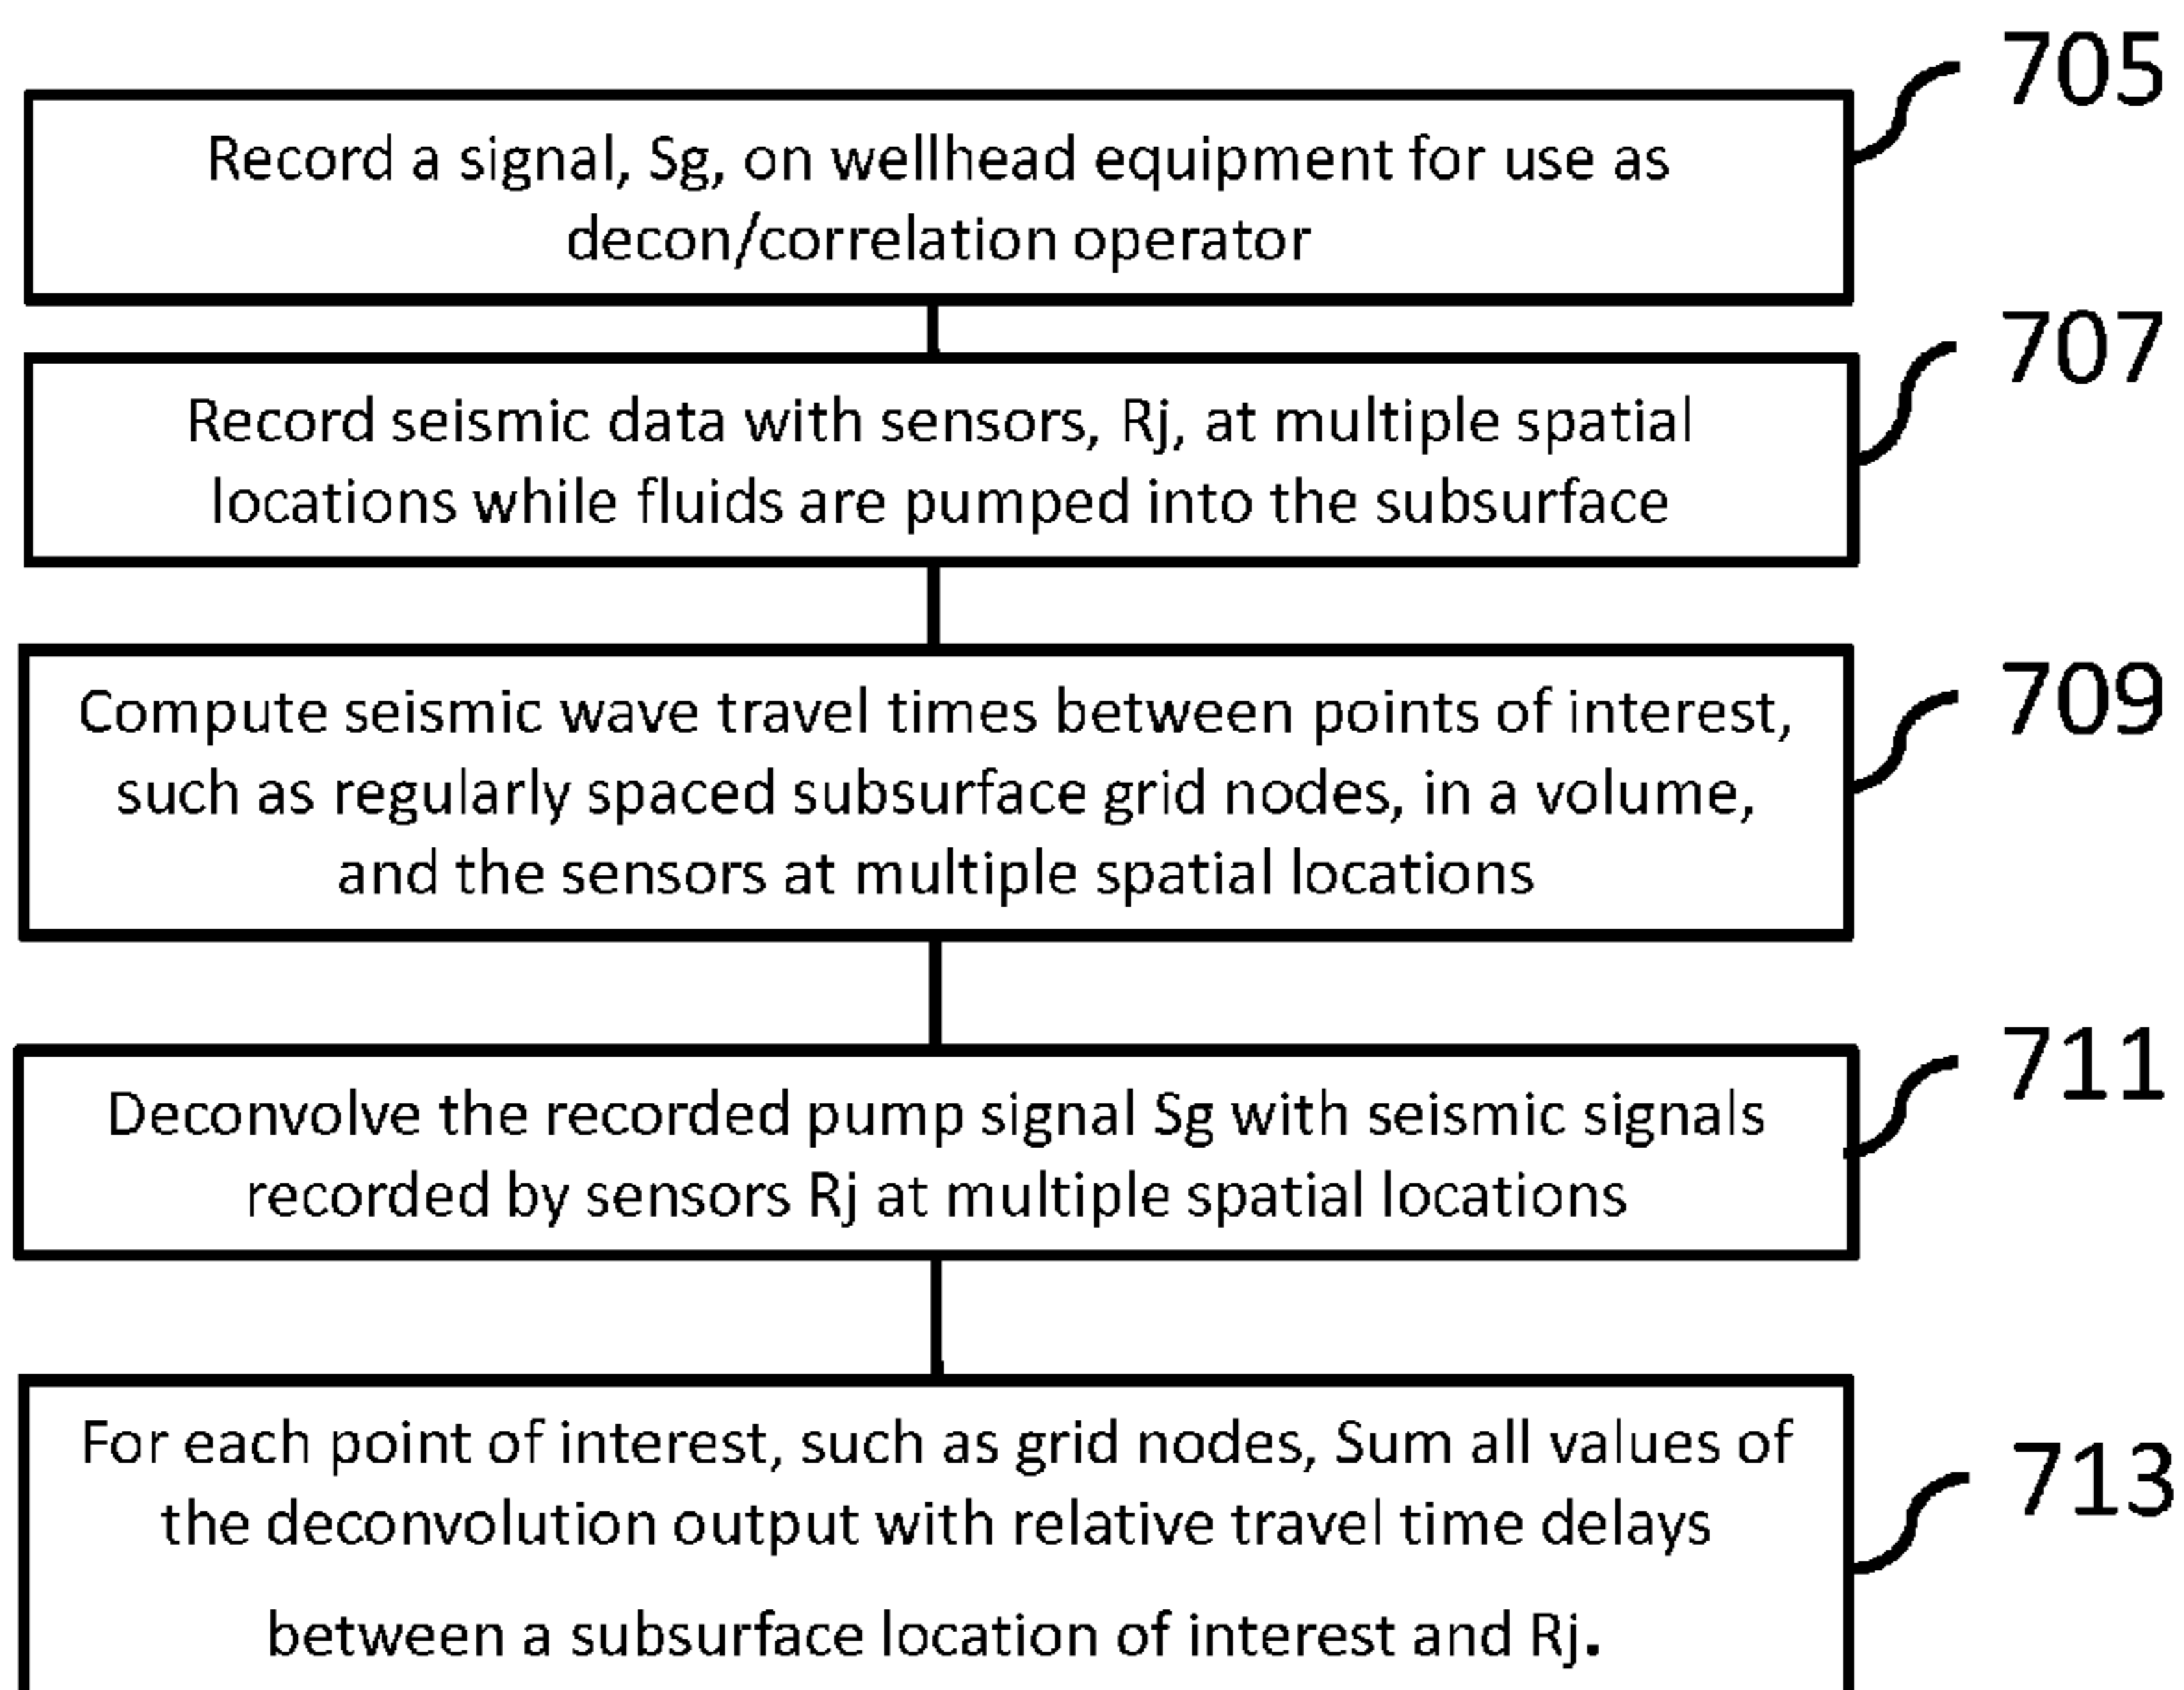 705
Record a signal, Sg, on wellhead equipment for use as
decon/correlation operator
707
Record seismic data with sensors, Rj, at multiple spatial
locations while fluids are pumped into the subsurface
709
Compute seismic wave travel times between points of interest,
such as regularly spaced subsurface grid nodes, in a volume,
and the sensors at multiple spatial locations
711
Deconvolve the recorded pump signal Sg with seismic signals
recorded by sensors Rj at multiple spatial locations
713
For each point of interest, such as grid nodes, Sum all values of
the deconvolution output with relative travel time delays
between a subsurface location of interest and Rj.